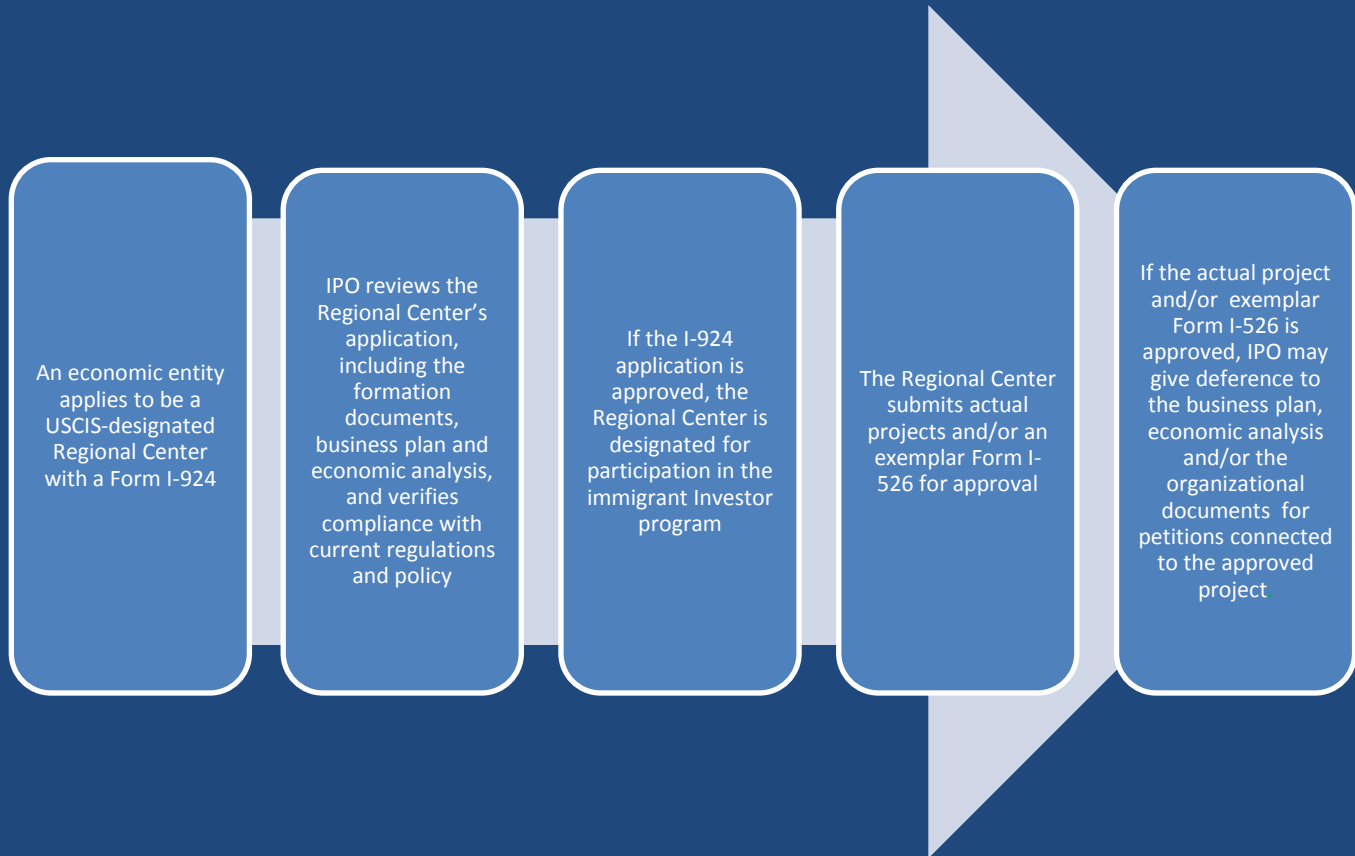 An economic entity
applies to be a
USCIS-designated
Regional Center
with a Form I-924
IPO reviews the
Regional Center’s
application,
including the
formation
documents,
business plan and
economic analysis,
and verifies
compliance with
current regulations
and policy
If the I-924
application is
approved, the
Regional Center is
designated for
participation in the
immigrant Investor
program
The Regional Center
submits actual
projects and/or an
exemplar Form I-
526 for approval
If the actual project
and/or exemplar
Form I-526 is
approved, IPO may
give deference to
the business plan,
economic analysis
and/or the
organizational
documents for
petitions connected
to the approved
project